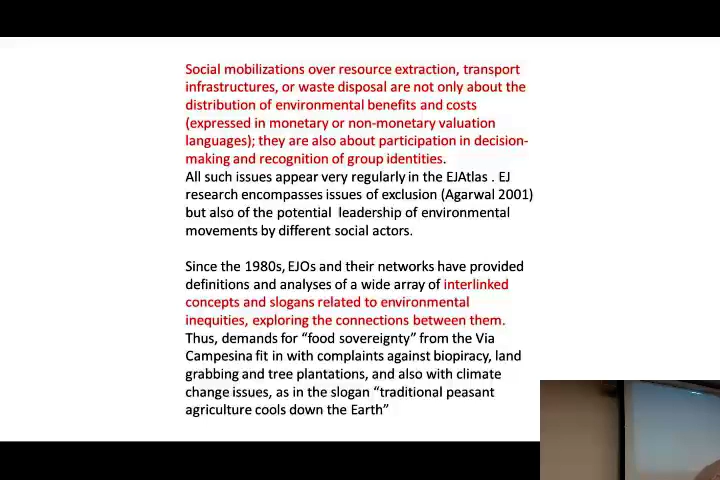 Social mobilizations over resource extraction, transport
infrastructures, or waste disposal are not only about the
distribution of environmental benefits and costs
(expressed in monetary or non-monetary valuation
languages); they are also about participation in decision-
making and recognition of group identities.
All such issues appear very regularly in the EJAtlas . EJ
research encompasses issues of exclusion (Agarwal 2001)
but also of the potential  leadership of environmental
movements by different social actors.
Since the 1980s, EJOs and their networks have provided
definitions and analyses of a wide array of interlinked
concepts and slogans related to environmental
inequities, exploring the connections between them.
Thus, demands for “food sovereignty” from the Via
Campesina fit in with complaints against biopiracy, land
grabbing and tree plantations, and also with climate
change issues, as in the slogan “traditional peasant
agriculture cools down the Earth”